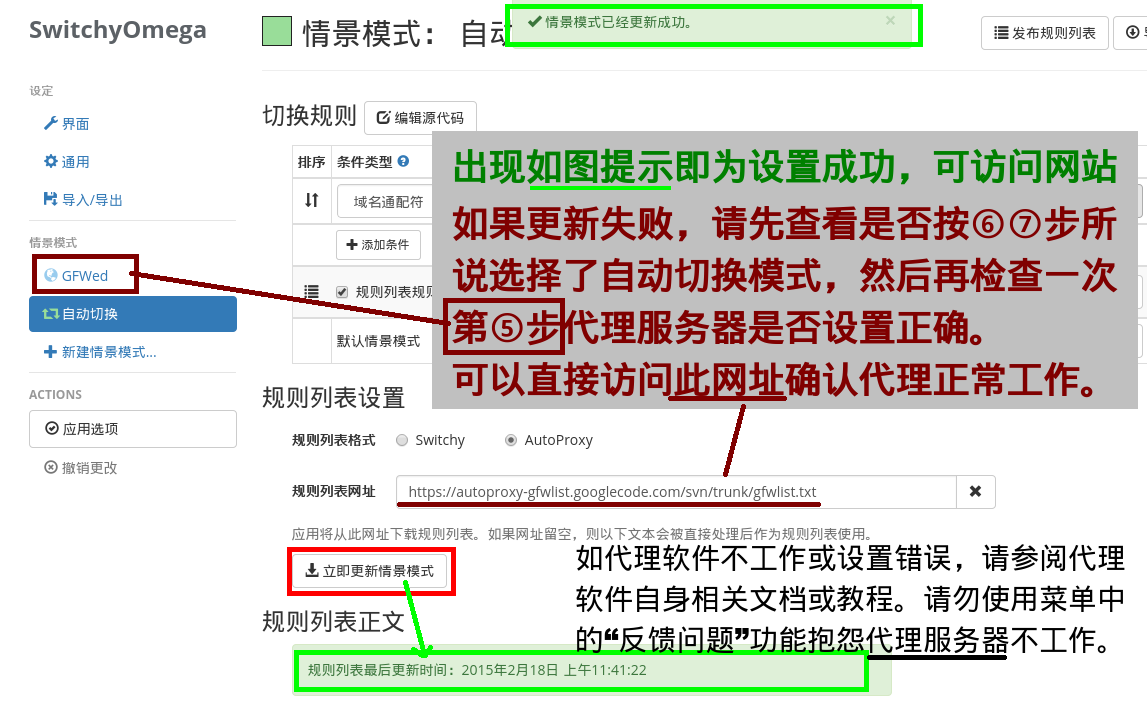 SwitchyOmega
情景模式： 自动
✔ 情景模式已经更新成功。 ×
发布规则列表
设定
界面
通用
导入/导出
情景模式
GFWed
自动切换
新建情景模式...
ACTIONS
应用选项
撤销更改
切换规则 编辑源代码
排序 条件类型
域名通配符
添加条件
规则列表规
默认情景模式
出现如图提示即为设置成功，可访问网站
如果更新失败，请先查看是否按⑥⑦步所
说选择了自动切换模式，然后再检查一次
第⑤步代理服务器是否设置正确。
可以直接访问此网址确认代理正常工作。
规则列表设置
规则列表格式 Switchy AutoProxy
规则列表网址 https://autoproxy-gfwlist.googlecode.com/svn/trunk/gfwlist.txt
应用将从此网址下载规则列表。如果网址留空，则以下文本会被直接处理后作为规则列表使用。
立即更新情景模式
如代理软件不工作或设置错误，请参阅代理
软件自身相关文档或教程。请勿使用菜单中
的“反馈问题”功能抱怨代理服务器不工作。
规则列表正文
规则列表最后更新时间：2015年2月18日 上午11:41:22